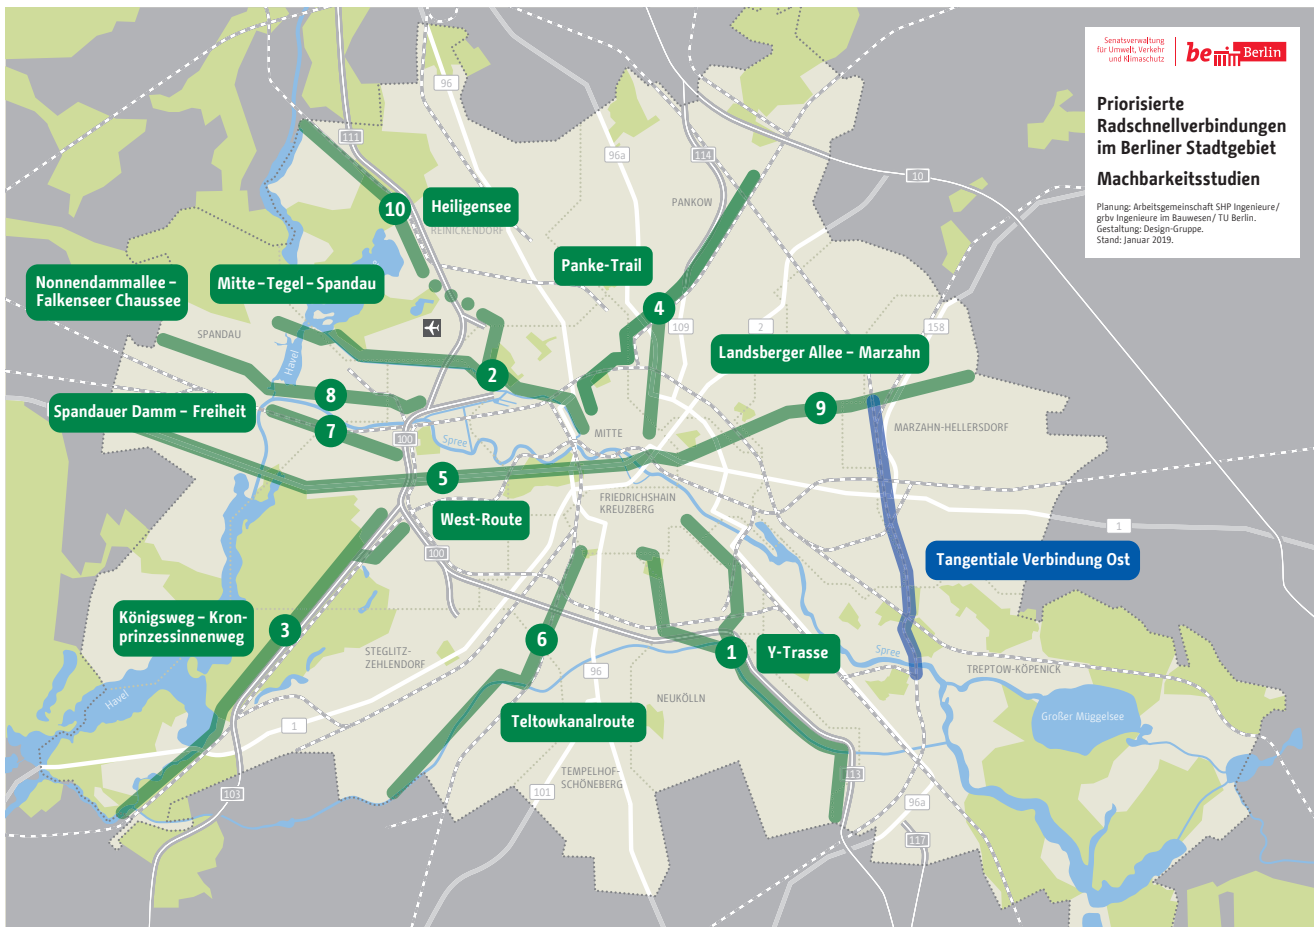 Senatsverwaltung
für Umwelt, Verkehr
und Klimaschutz
be Berlin
Priorisierte
Radschnellverbindungen
im Berliner Stadtgebiet
Machbarkeitsstudien
Planung: Arbeitsgemeinschaft SHP Ingenieure/
grbv Ingenieure im Bauwesen/ TU Berlin.
Gestaltung: Design-Gruppe.
Stand: Januar 2019.
96
111
96a
114
10
PANKOW
10
Heiligensee
REINICKENDORF
Panke-Trail
Nonnendammallee –
Falkenseer Chaussee
Mitte – Tegel – Spandau
4
109
2
158
SPANDAU
Havel
Landsberger Allee – Marzahn
2
8
Spandauer Damm – Freiheit
7
9
100
Spree
MITTE
MARZAHN-HELLERSDORF
5
FRIEDRICHSHAIN
KREUZBERG
West-Route
1
100
Tangentiale Verbindung Ost
Königsweg – Kron-
prinzessinnenweg
3
6
STEGLITZ-
ZEHLENDORF
1
Y-Trasse
Spree
TREPTOW-KÖPENICK
96
NEUKÖLLN
Havel
Teltowkanalroute
Großer Müggelsee
1
TEMPELHOF-
SCHÖNEBERG
113
103
101
96a
117